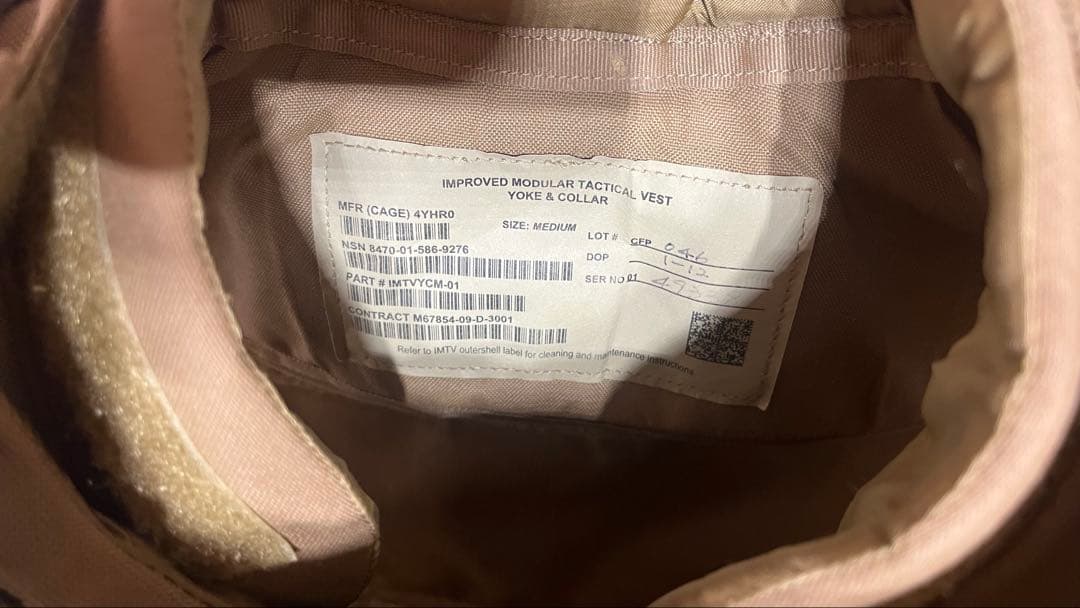 IMPROVED MODULAR TACTICAL VEST
YOKE & COLLAR
MFR (CAGE) 4YHR0
SIZE: MEDIUM
NSN 8470-01-586-9276
PART # IMTVYCM-01
CONTRACT M67854-09-D-3001
LOT # CFP 046
DOP 1-12
SER NO 01
Refer to IMTV outershell label for cleaning and maintenance instructions